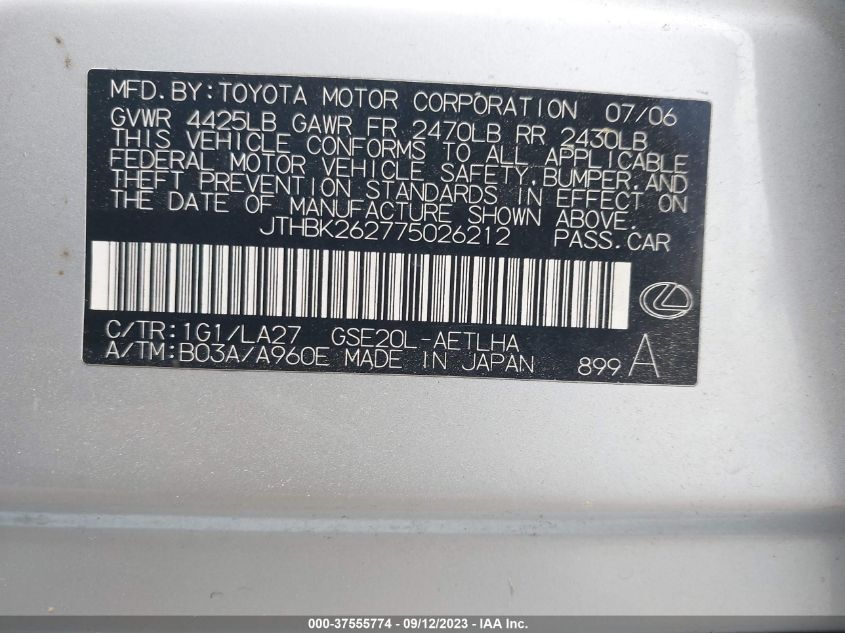 MFD.BY:TOYOTA MOTOR CORPORATION 07/06
GVWR 4425LB GAWR FR 2470LB RR 2430LB
THIS VEHICLE CONFORMS TO ALL APPLICABLE
FEDERAL MOTOR VEHICLE SAFETY,BUMPER,AND
THEFT PREVENTION STANDARDS IN EFFECT ON
THE DATE OF MANUFACTURE SHOWN ABOVE.
JTHBK262775026212 PASS.CAR
C/TR:1G1/LA27 GSE20L-AETLHA
A/TM:B03A/A960E MADE IN JAPAN 899 A
000-37555774 - 09/12/2023 - IAA Inc.